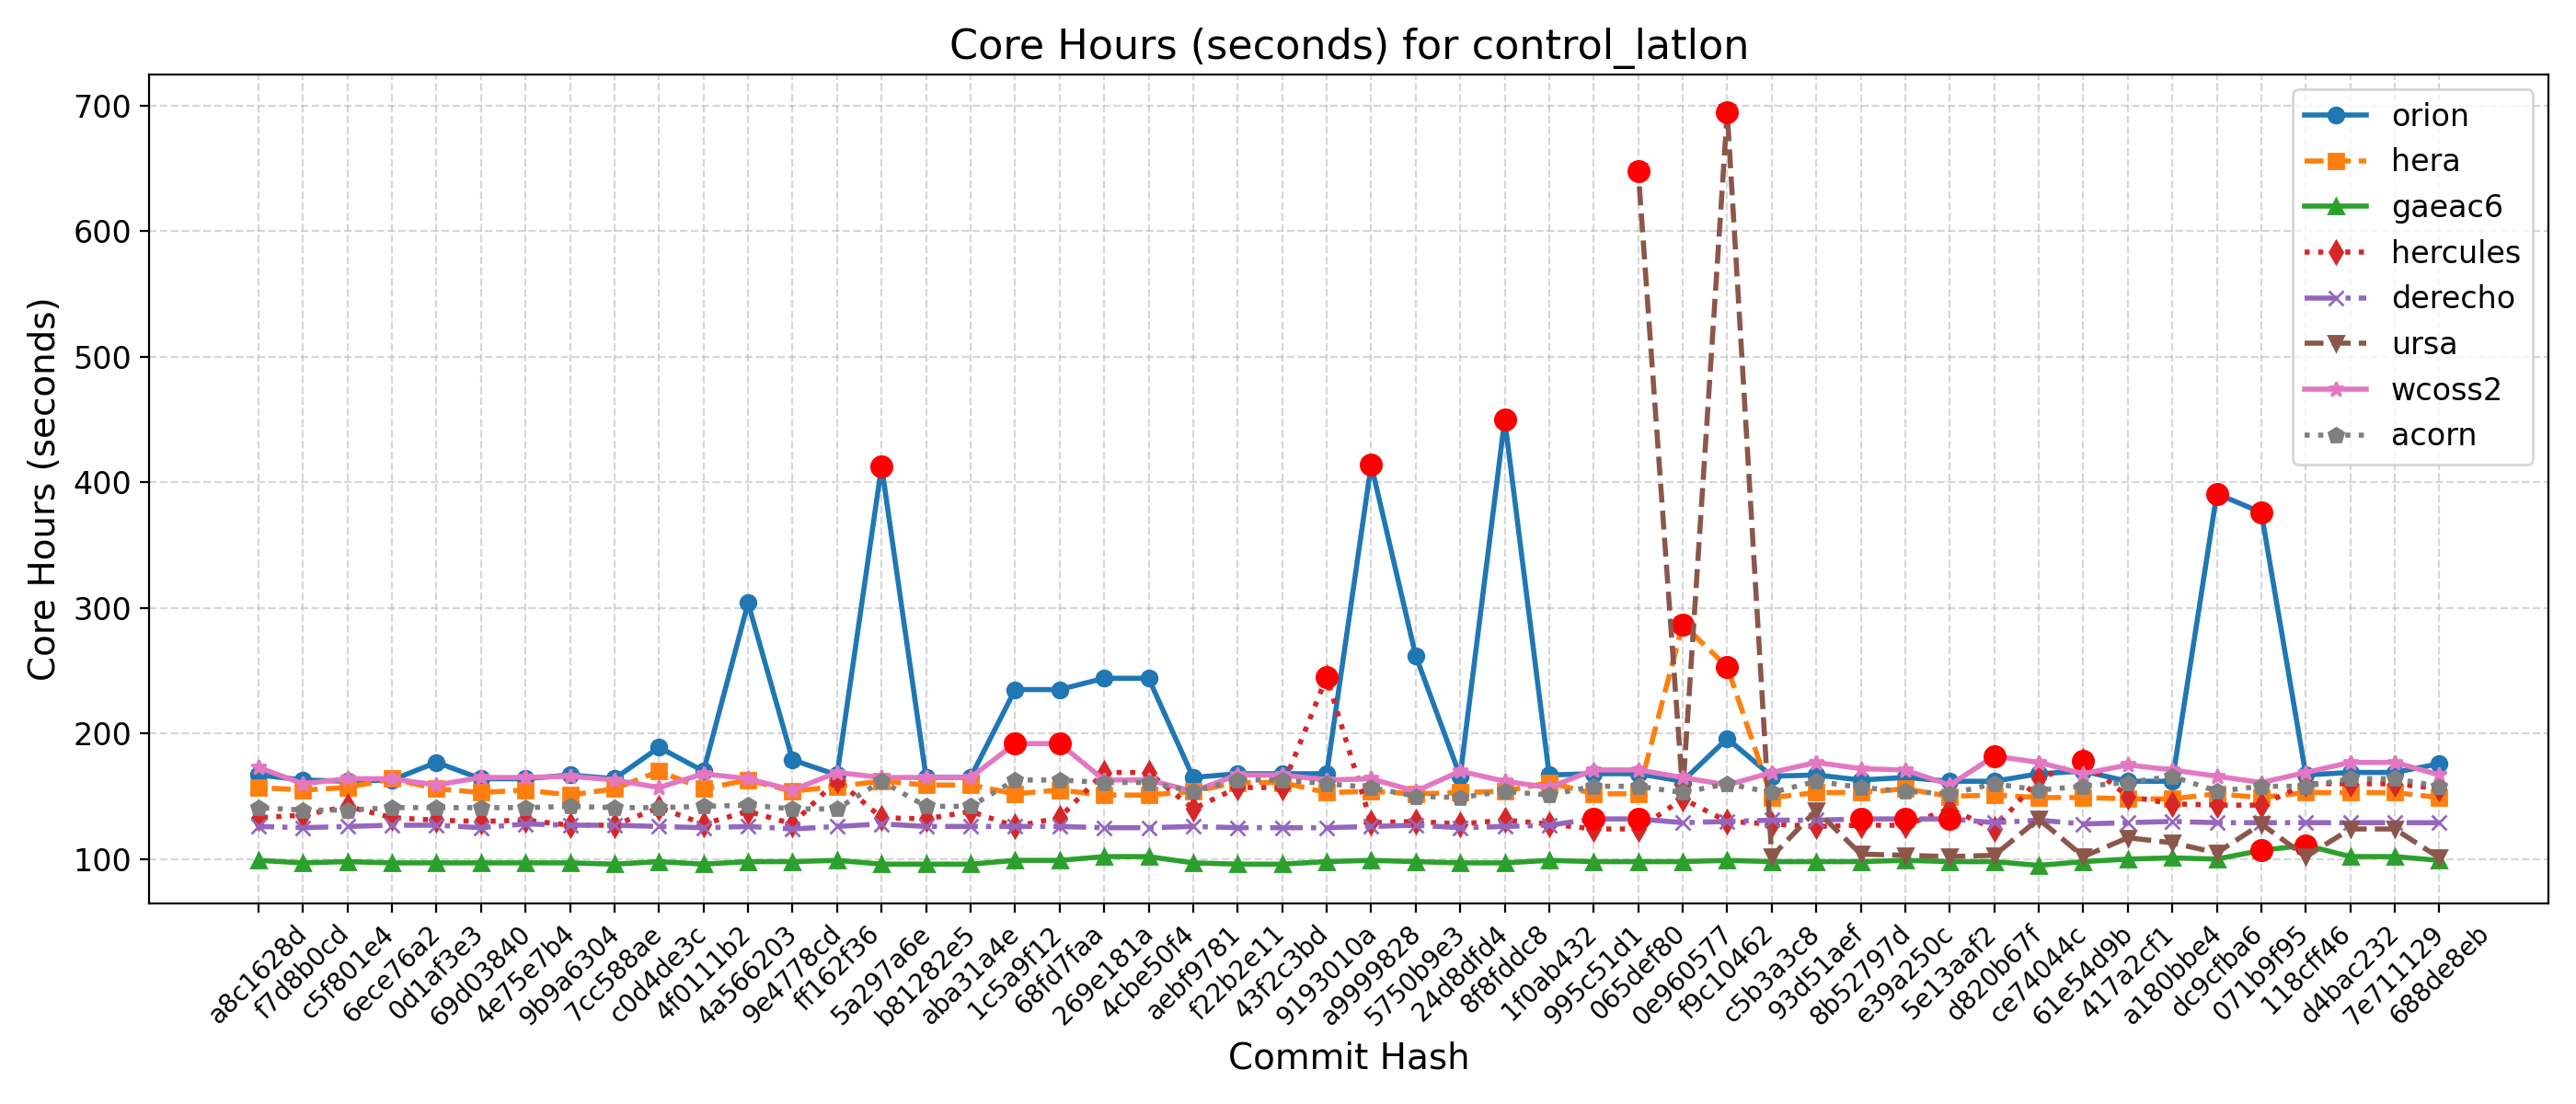 Core Hours (seconds) for control_latlon
Core Hours (seconds)
700
600
500
400
300
200
100
orion
hera
gaeac6
hercules
derecho
ursa
wcoss2
acorn
a8c1628d
f7d8b0cd
c5f801e4
6ece76a2
0d1af3e3
69d03840
4e75e7b4
9b9a6304
7cc588ae
c0d4de3c
4f0111b2
4a566203
9e4778cd
ff162f36
5a297a6e
b81282e5
aba31a4e
1c5a9f12
68fd7faa
269e181a
4cbe50f4
aebf9781
f22b2e11
43f2c3bd
9193010a
a9999828
5750b9e3
24d8dfd4
8f8fddc8
1f0ab432
995c51d1
065def80
0e960577
f9c10462
c5b3a3c8
93d51aef
8b52797d
e39a250c
5e13aaf2
d820b67f
ce74044c
61e54d9b
417a2cf1
a180bbe4
dc9cfba6
071b9f95
118cff46
d4bac232
7e711129
688de8eb
Commit Hash